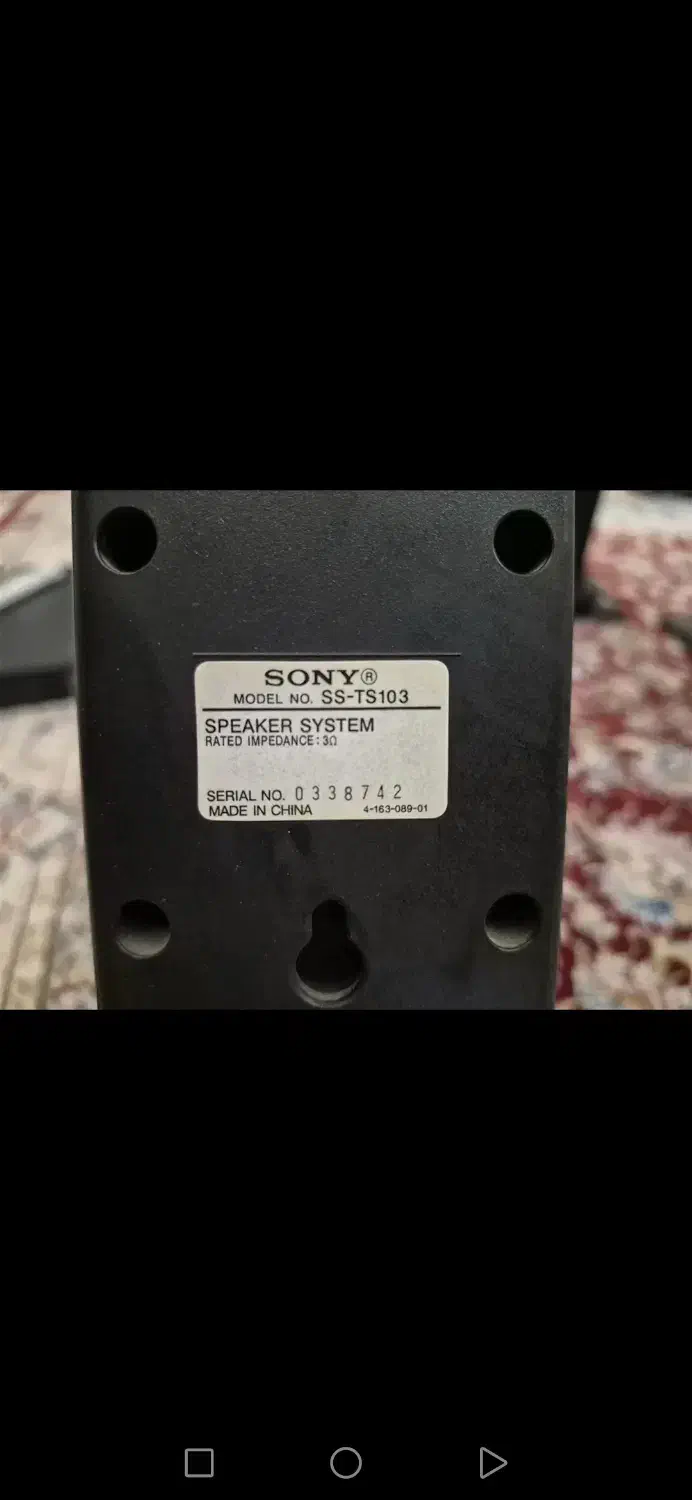 SONY®
MODEL NO. SS-TS103
SPEAKER SYSTEM
RATED IMPEDANCE: 3Ω
SERIAL NO. 0338742
MADE IN CHINA 4-163-089-01